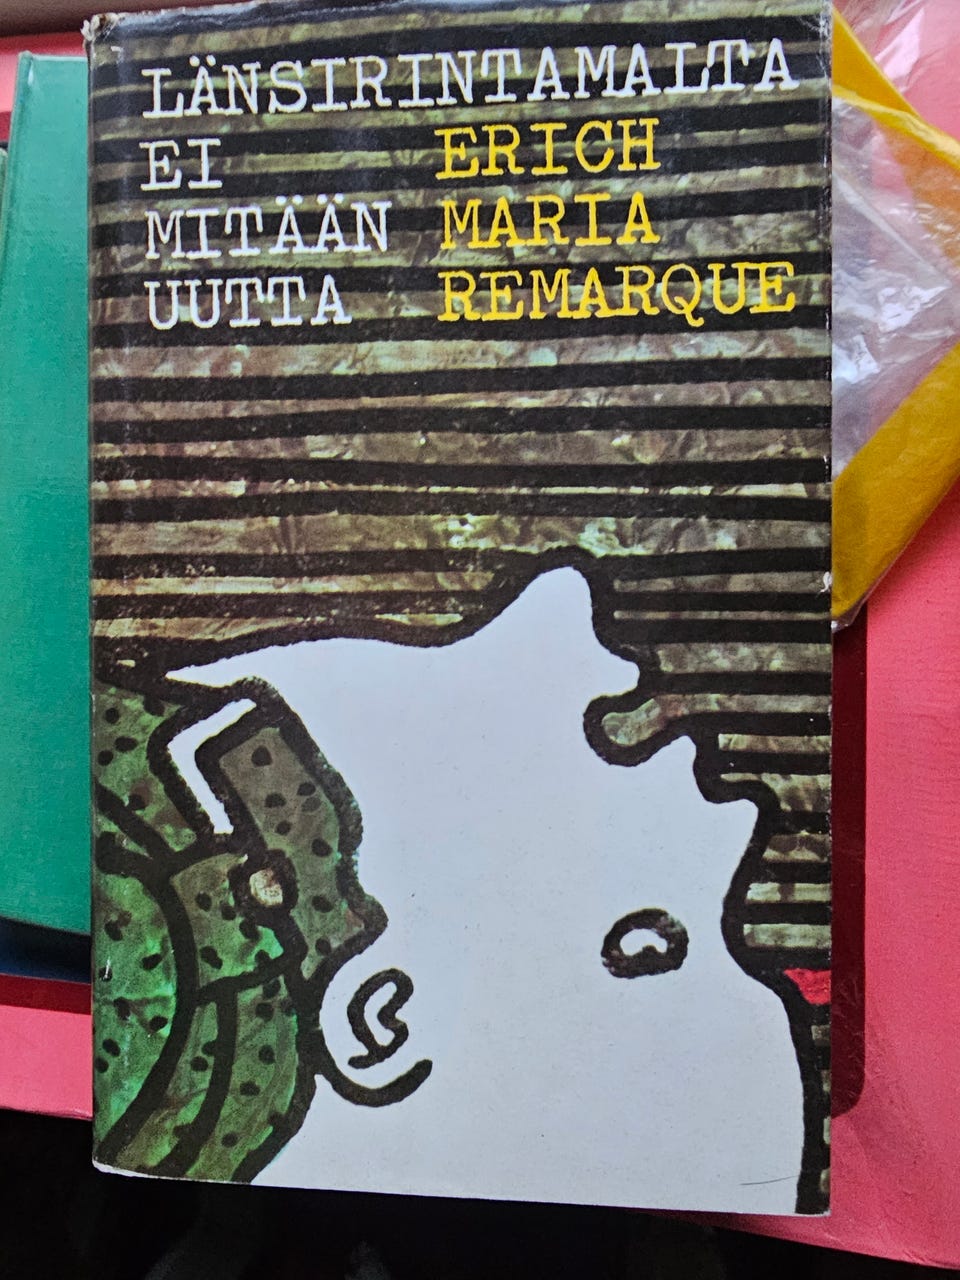 LÄNSIRINTAMALTA
EI
MITÄÄN
UUTTA
ERICH
MARIA
REMARQUE